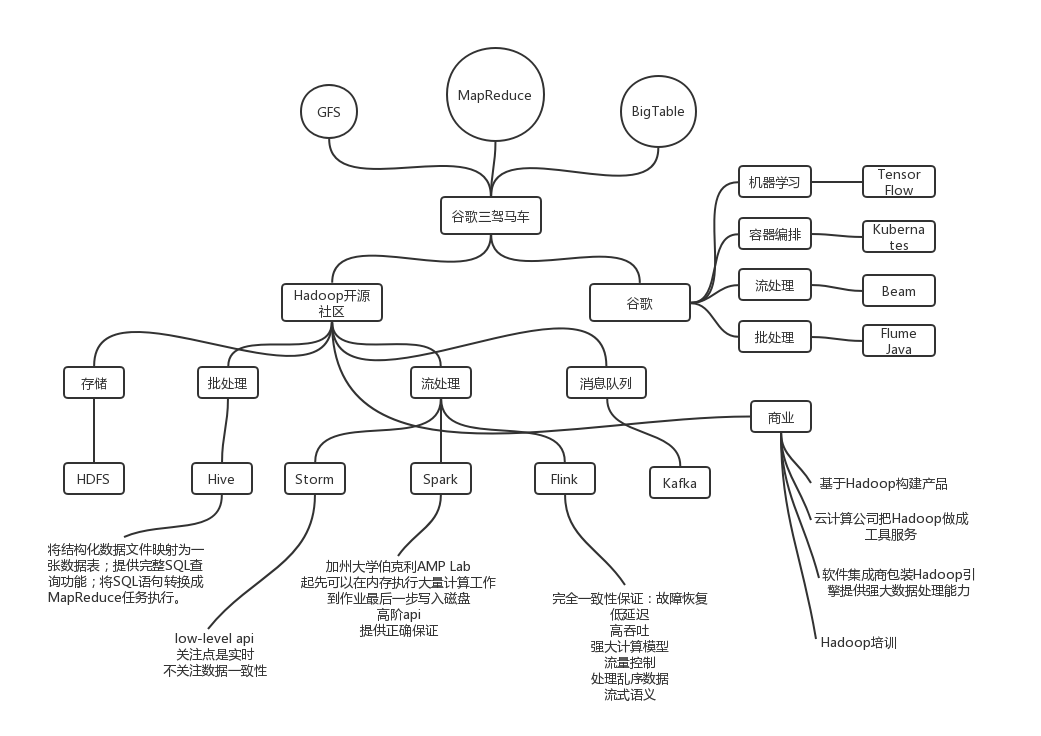 GFS
MapReduce
BigTable
谷歌三驾马车
Hadoop开源
社区
谷歌
机器学习
Tensor
Flow
容器编排
Kuberna
tes
流处理
Beam
批处理
Flume
Java
存储
批处理
流处理
消息队列
商业
HDFS
Hive
Storm
Spark
Flink
Kafka
将结构化数据文件映射为一
张数据表；提供完整SQL查
询功能；将SQL语句转换成
MapReduce任务执行。
low-level api
关注点是实时
不关注数据一致性
加州大学伯克利AMP Lab
起先可以在内存执行大量计算工作
到作业最后一步写入磁盘
高阶api
提供正确保证
完全一致性保证：故障恢复
低延迟
高吞吐
强大计算模型
流量控制
处理乱序数据
流式语义
基于Hadoop构建产品
云计算公司把Hadoop做成
工具服务
软件集成商包装Hadoop引
擎提供强大数据处理能力
Hadoop培训